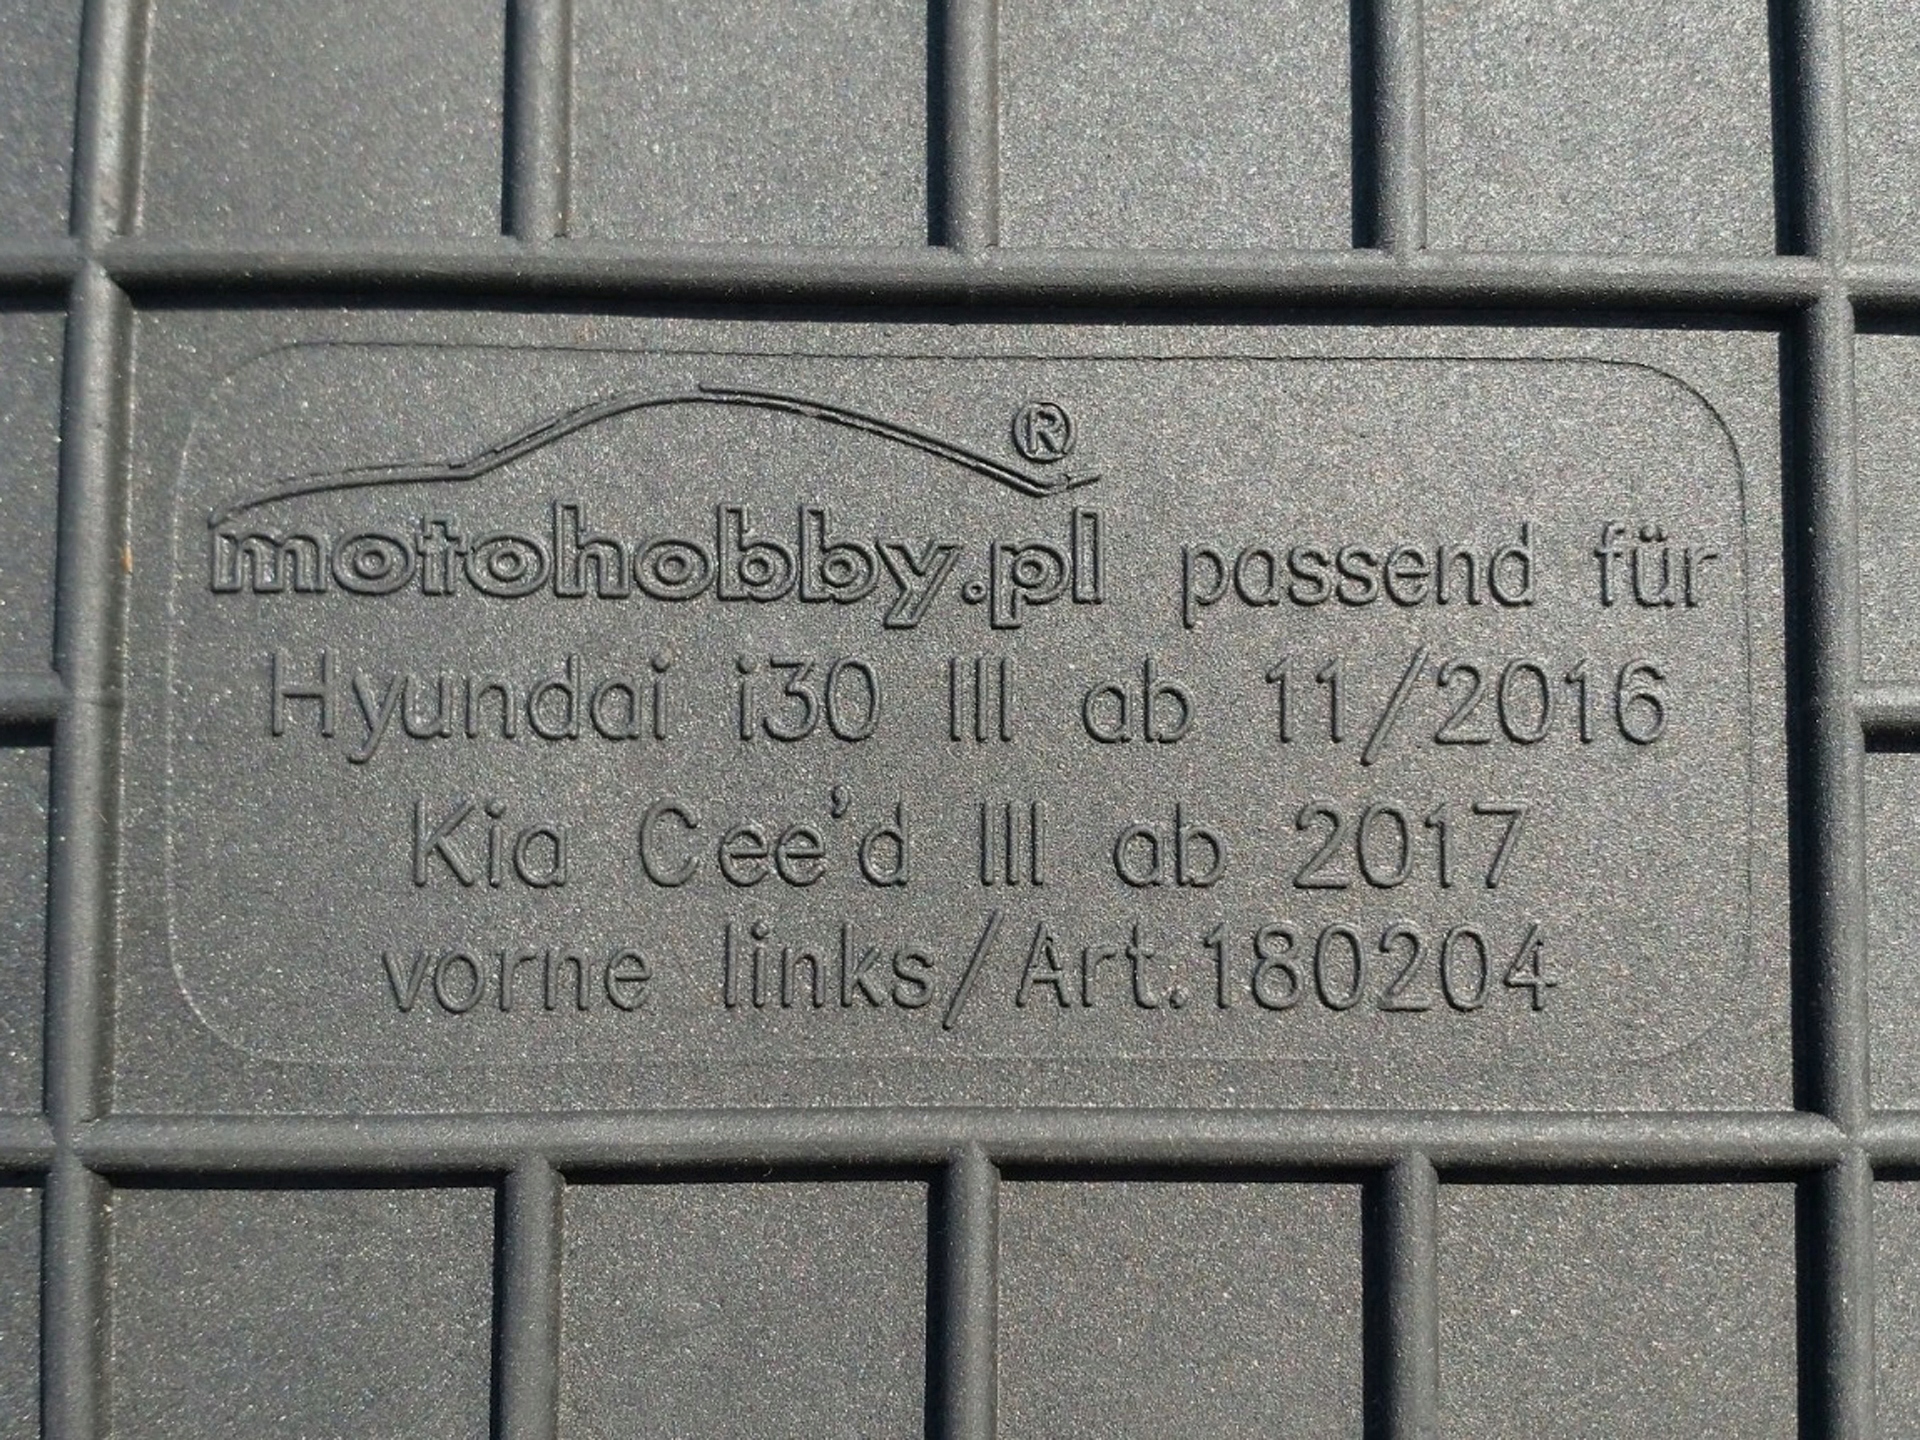 motohobby.pl® passend für
Hyundai i30 III ab 11/2016
Kia Cee'd III ab 2017
vorne links/Art.180204